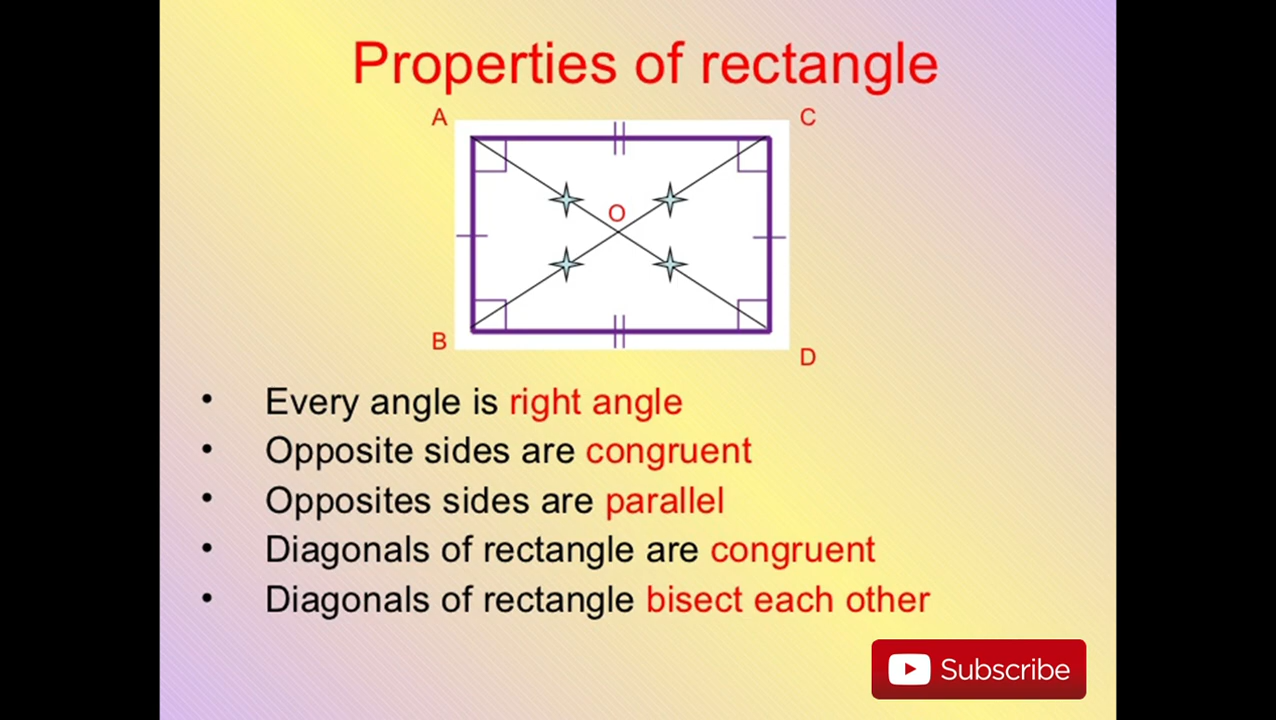 Properties of rectangle
A C
O
B
D
• Every angle is right angle
• Opposite sides are congruent
• Opposites sides are parallel
• Diagonals of rectangle are congruent
• Diagonals of rectangle bisect each other
Subscribe